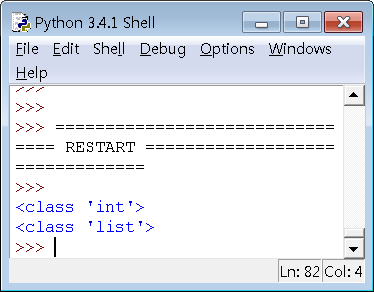 Python 3.4.1 Shell
File Edit Shell Debug Options Windows
Help
>>>
>>>
>>> ============================
==== RESTART ===================
=============
>>>
<class 'int'>
<class 'list'>
>>>
Ln: 82 Col: 4